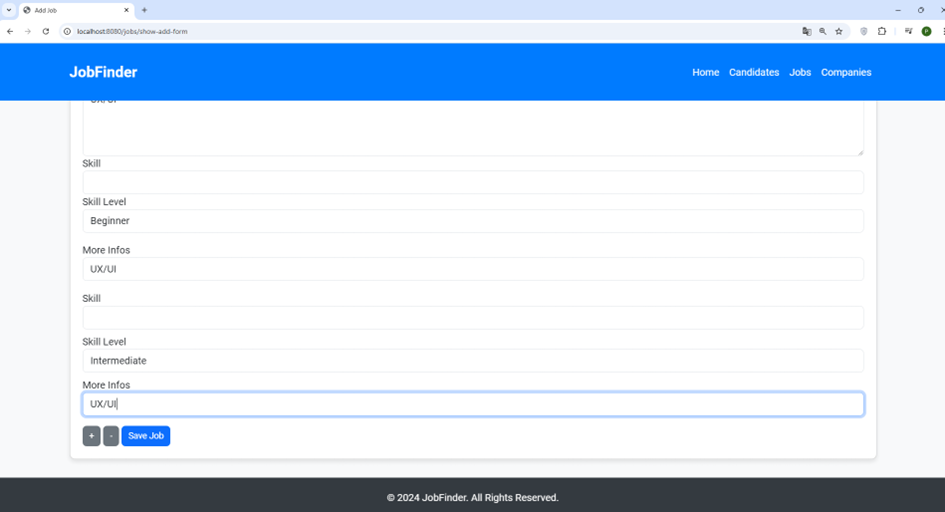 Add Job
localhost:8080/jobs/show-add-form
JobFinder
Home Candidates Jobs Companies
UX/UI
Skill
Skill Level
Beginner
More Infos
UX/UI
Skill
Skill Level
Intermediate
More Infos
UX/UI
+ - Save Job
© 2024 JobFinder. All Rights Reserved.